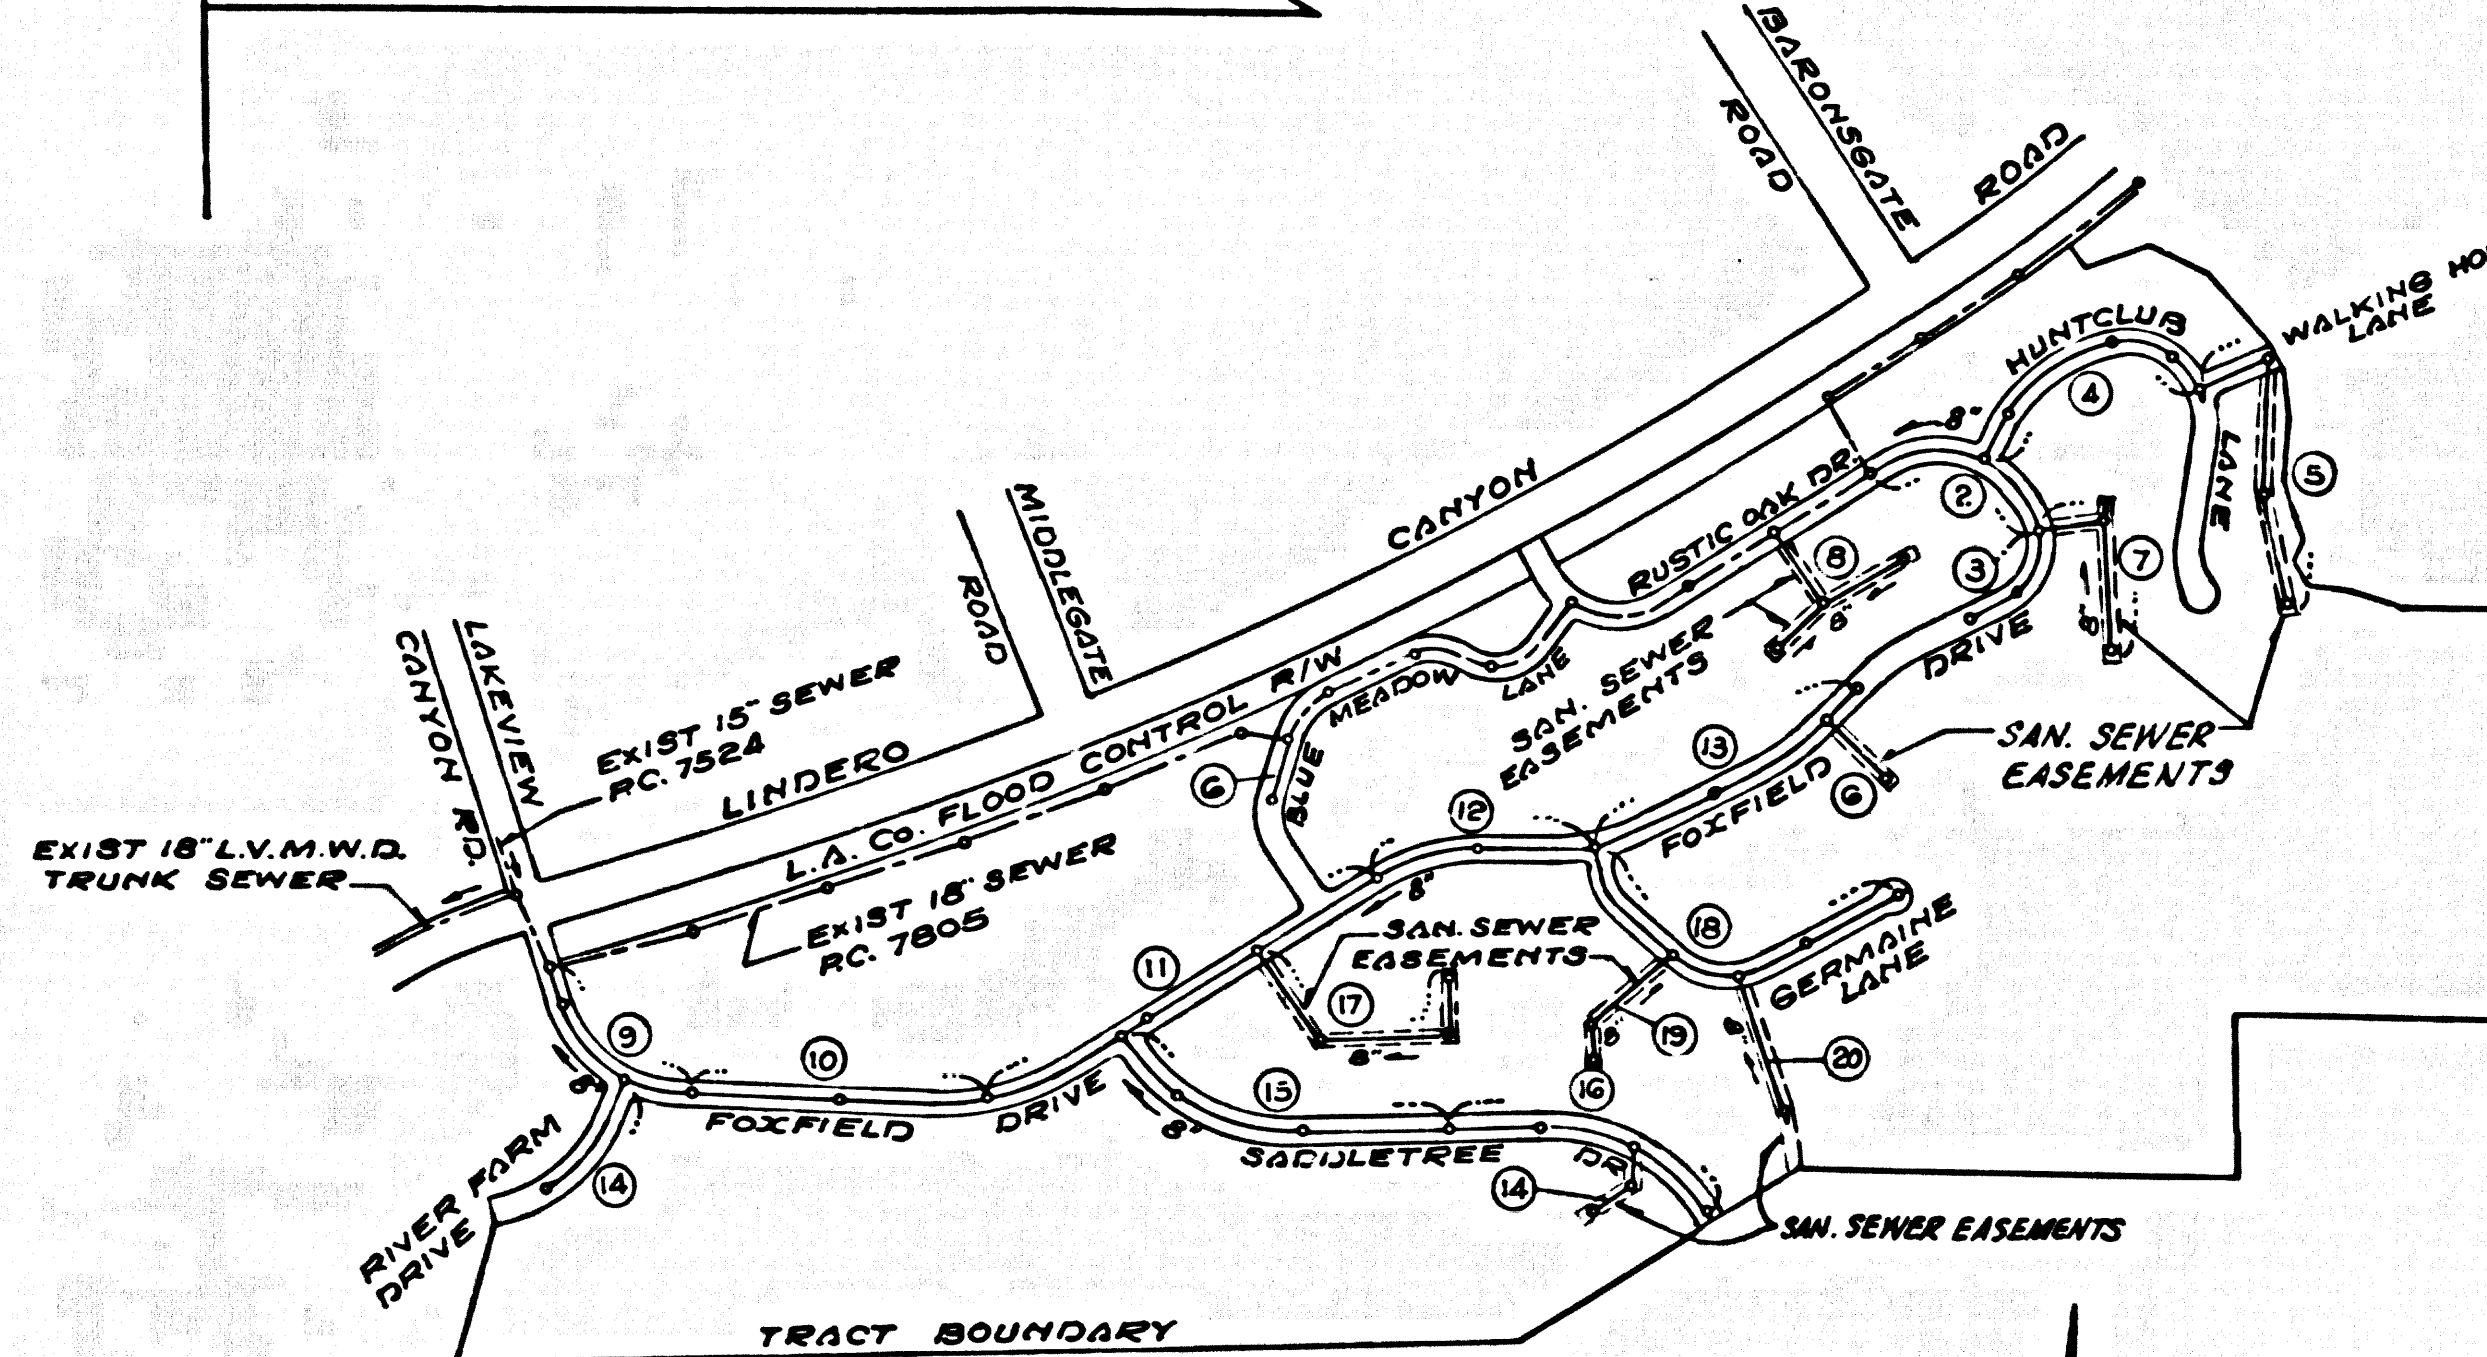 BARONSGATE
ROAD
ROAD
WALKING
LANE
HUNTCLUB
4
8"
LANE
5
CANYON
2
RUSTIC OAK DR.
MIDDLEGATE
ROAD
8
3
7
8"
8"
DRIVE
LAKEVIEW
CANYON RD.
EXIST 15" SEWER
P.C. 7524
LINDERO
L.A. CO. FLOOD CONTROL R/W
MEADOW LANE
BLUE
6
SAN. SEWER
EASEMENTS
13
SAN. SEWER
EASEMENTS
6
FOXFIELD
12
EXIST 18" L.V.M.W.D.
TRUNK SEWER
EXIST 18" SEWER
P.C. 7805
8"
SAN. SEWER
EASEMENTS
18
GERMAINE
LANE
11
17
8"
19
8"
16
8"
20
9
8"
10
FOXFIELD DRIVE
15
8"
SADDLETREE DR.
14
RIVER FARM
DRIVE
14
SAN. SEWER EASEMENTS
TRACT BOUNDARY